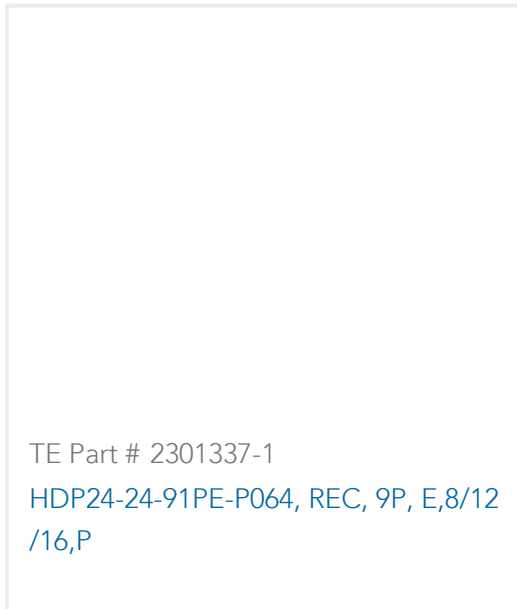 TE Part # 2301337-1
HDP24-24-91PE-P064, REC, 9P, E,8/12
/16,P